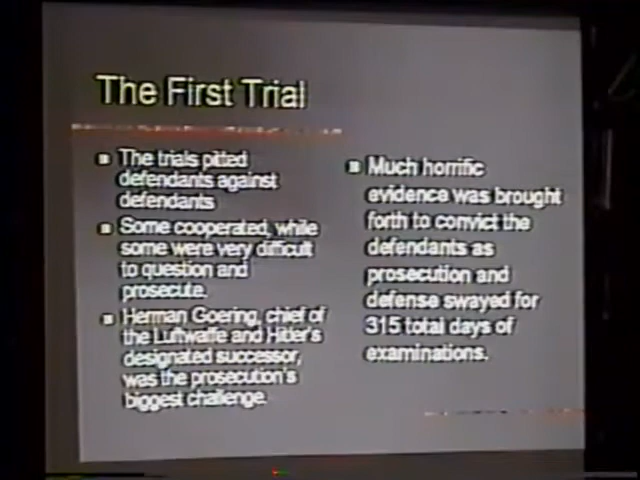 The First Trial
The trials pitted
defendants against
defendants
Some cooperated, while
some were very difficult
to question and
prosecute.
Herman Goering, chief of
the Luftwaffe and Hitler's
designated successor,
was the prosecution's
biggest challenge.
Much horrific
evidence was brought
forth to convict the
defendants as
prosecution and
defense swayed for
315 total days of
examinations.